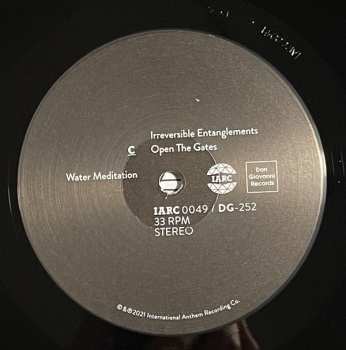 Irreversible Entanglements
C Open The Gates
Water Meditation
IARC
Don
Giovanni
Records
IARC 0049 / DG-252
33 RPM
STEREO
©&℗2021 International Anthem Recording Co.